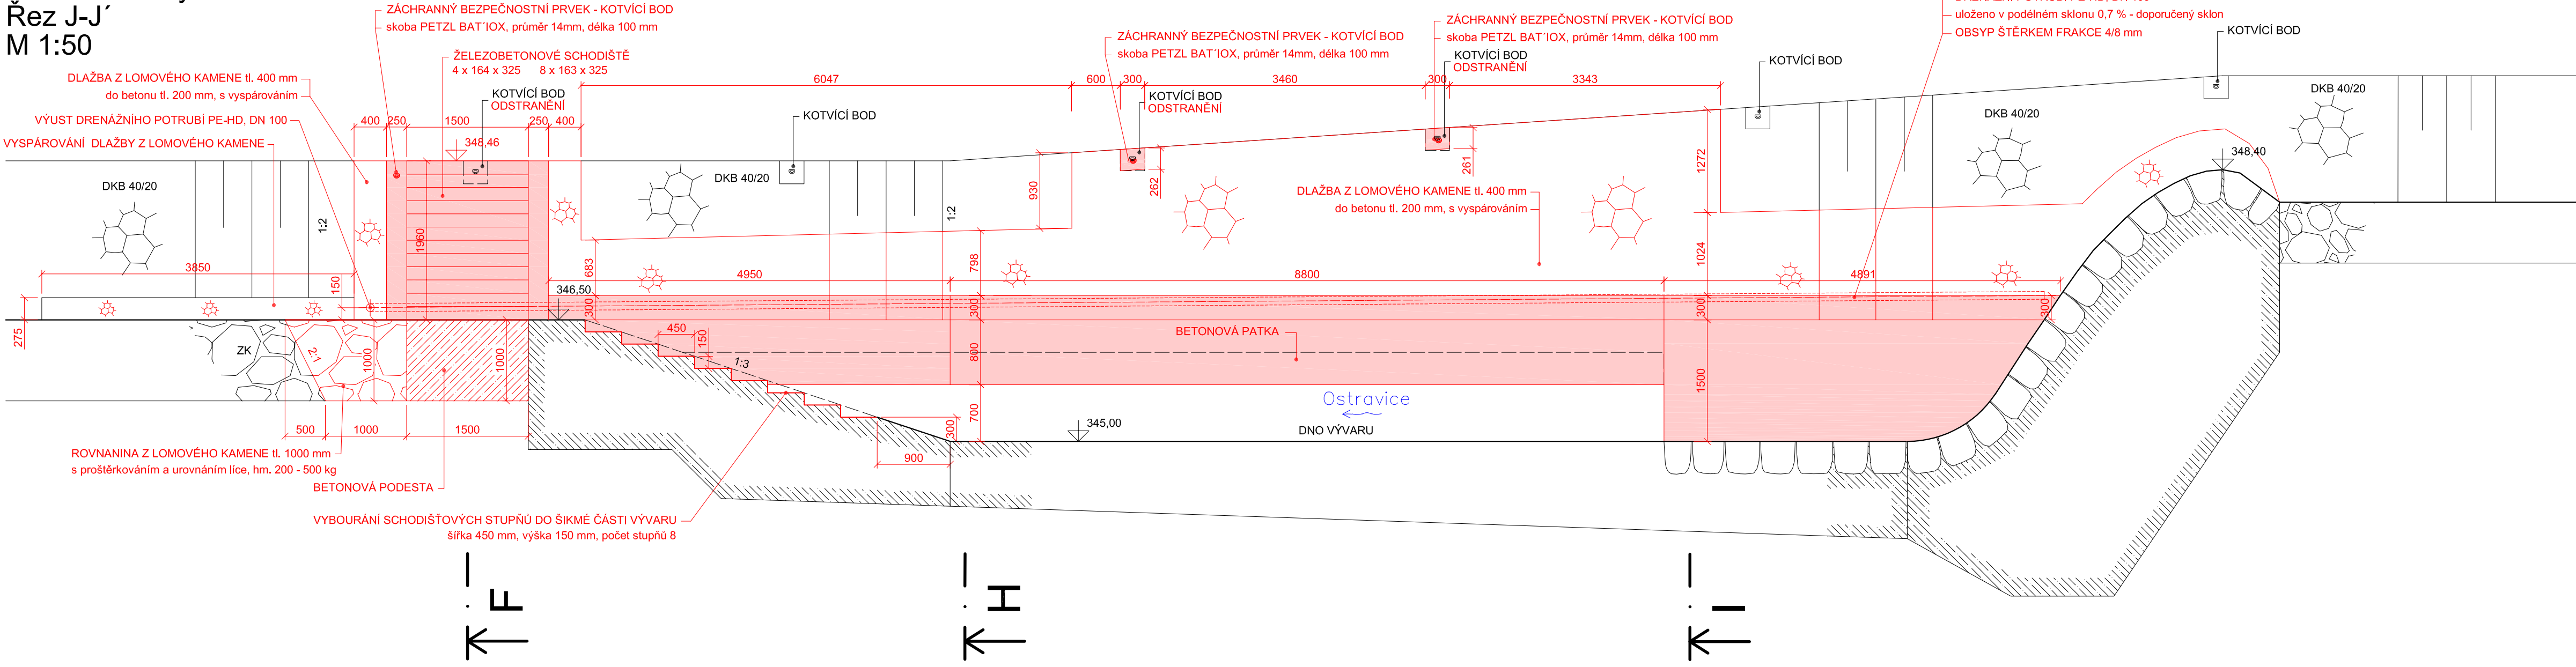 Řez J-J´
M 1:50
ZÁCHRANNÝ BEZPEČNOSTNÍ PRVEK - KOTVÍCÍ BOD
skoba PETZL BAT´IOX, průměr 14mm, délka 100 mm
ŽELEZOBETONOVÉ SCHODIŠTĚ
4 x 164 x 325 8 x 163 x 325
DLAŽBA Z LOMOVÉHO KAMENE tl. 400 mm
do betonu tl. 200 mm, s vyspárováním
VÝUST DRENÁŽNÍHO POTRUBÍ PE-HD, DN 100
VYSPÁROVÁNÍ DLAŽBY Z LOMOVÉHO KAMENE
KOTVÍCÍ BOD
ODSTRANĚNÍ
KOTVÍCÍ BOD
ZÁCHRANNÝ BEZPEČNOSTNÍ PRVEK - KOTVÍCÍ BOD
skoba PETZL BAT´IOX, průměr 14mm, délka 100 mm
KOTVÍCÍ BOD
ODSTRANĚNÍ
ZÁCHRANNÝ BEZPEČNOSTNÍ PRVEK - KOTVÍCÍ BOD
skoba PETZL BAT´IOX, průměr 14mm, délka 100 mm
KOTVÍCÍ BOD
ODSTRANĚNÍ
uloženo v podélném sklonu 0,7 % - doporučený sklon
OBSYP ŠTĚRKEM FRAKCE 4/8 mm
KOTVÍCÍ BOD
KOTVÍCÍ BOD
6047
600
300
3460
300
3343
400
250
1500
250
400
348,46
DKB 40/20
DKB 40/20
DKB 40/20
DKB 40/20
1:2
1:2
930
262
261
1272
348,40
DLAŽBA Z LOMOVÉHO KAMENE tl. 400 mm
do betonu tl. 200 mm, s vyspárováním
1960
683
798
1024
3850
150
4950
8800
4891
346,50
300
300
300
300
275
ZK
2:1
1000
1000
450
150
1:3
800
BETONOVÁ PATKA
1500
Ostravice
700
300
345,00
DNO VÝVARU
500
1000
1500
900
ROVNANINA Z LOMOVÉHO KAMENE tl. 1000 mm
s proštěrkováním a urovnáním líce, hm. 200 - 500 kg
BETONOVÁ PODESTA
VYBOURÁNÍ SCHODIŠŤOVÝCH STUPŇŮ DO ŠIKMÉ ČÁSTI VÝVARU
šířka 450 mm, výška 150 mm, počet stupňů 8
F
H
I